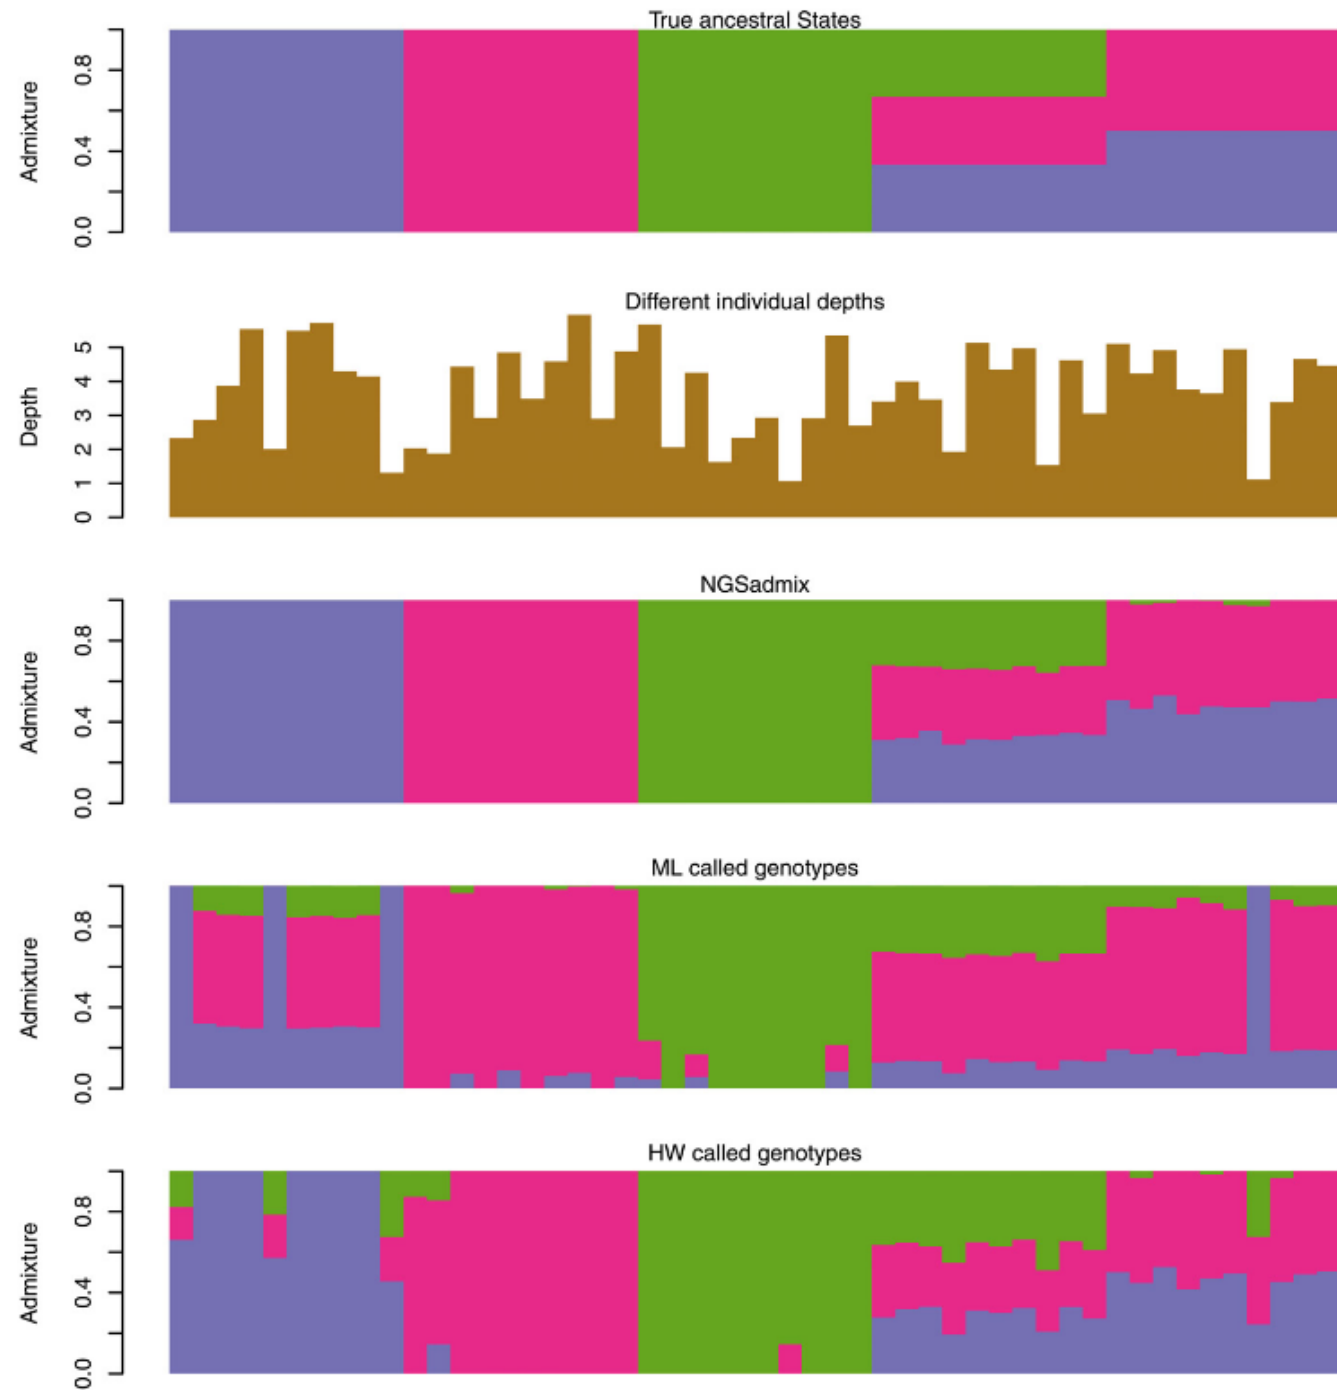 True ancestral States
Admixture
0.0 0.4 0.8
Different individual depths
Depth
0 1 2 3 4 5
NGSadmix
Admixture
0.0 0.4 0.8
ML called genotypes
Admixture
0.0 0.4 0.8
HW called genotypes
Admixture
0.0 0.4 0.8